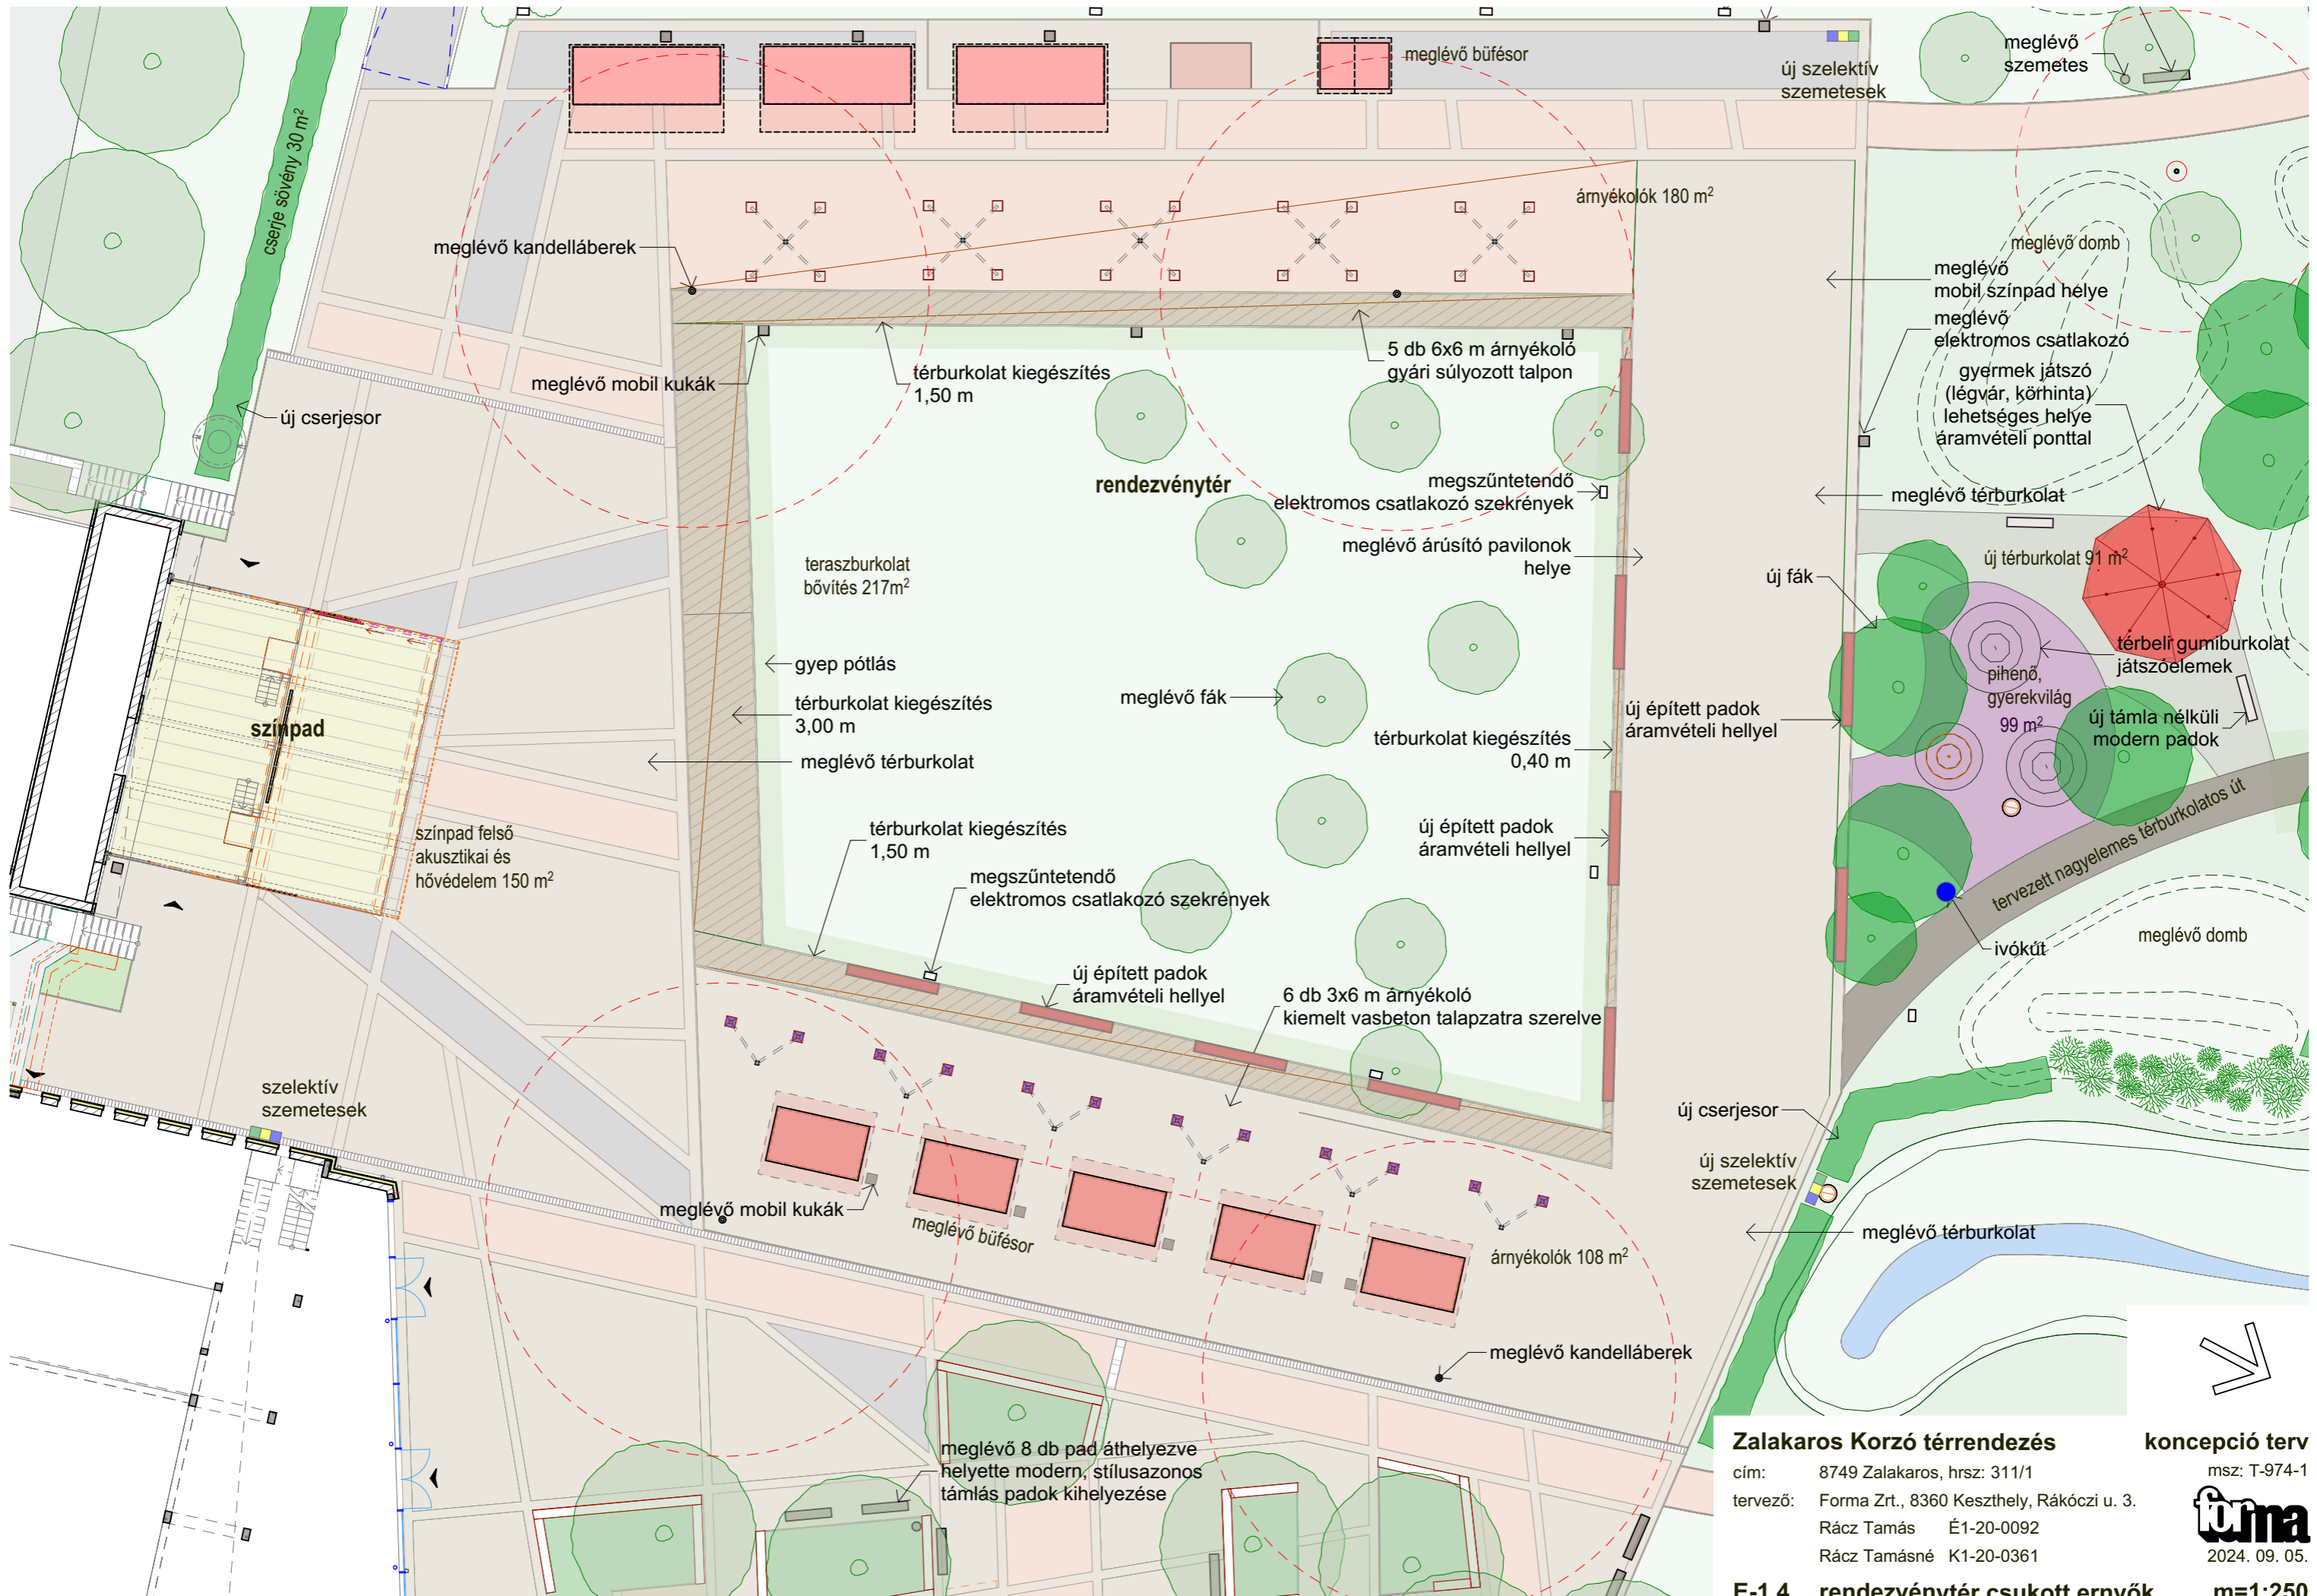 meglévő büfésor
új szelektív
szemetesek
meglévő
szemetes
cserje sövény 30 m²
árnyékolók 180 m²
meglévő kandelláberek
meglévő domb
meglévő
mobil színpad helye
meglévő
elektromos csatlakozó
meglévő mobil kukák
térburkolat kiegészítés
1,50 m
5 db 6x6 m árnyékoló
gyári súlyozott talpon
gyermek játszó
(légvár, körhinta)
lehetséges helye
áramvételi ponttal
új cserjesor
rendezvénytér
megszűntetendő
elektromos csatlakozó szekrények
meglévő térburkolat
meglévő árúsító pavilonok
helye
teraszburkolat
bővítés 217m²
új térburkolat 91 m²
új fák
térbeli gumiburkolat
játszóelemek
gyep pótlás
pihenő,
gyerekvilág
99 m²
térburkolat kiegészítés
3,00 m
meglévő fák
új épített padok
áramvételi hellyel
új támla nélküli
modern padok
színpad
térburkolat kiegészítés
0,40 m
meglévő térburkolat
tervezett nagyelemes térburkolatos út
színpad felső
akusztikai és
hővédelem 150 m²
térburkolat kiegészítés
1,50 m
új épített padok
áramvételi hellyel
megszűntetendő
elektromos csatlakozó szekrények
meglévő domb
ivókút
új épített padok
áramvételi hellyel
6 db 3x6 m árnyékoló
kiemelt vasbeton talapzatra szerelve
szelektív
szemetesek
új cserjesor
új szelektív
szemetesek
meglévő mobil kukák
meglévő büfésor
meglévő térburkolat
árnyékolók 108 m²
meglévő kandelláberek
meglévő 8 db pad áthelyezve
helyette modern, stílusazonos
támlás padok kihelyezése
Zalakaros Korzó térrendezés koncepció terv
cím: 8749 Zalakaros, hrsz: 311/1 msz: T-974-1
tervező: Forma Zrt., 8360 Keszthely, Rákóczi u. 3.
forma
Rácz Tamás É1-20-0092
Rácz Tamásné K1-20-0361 2024. 09. 05.
E-1.4 rendezvénytér csukott ernyők m=1:250